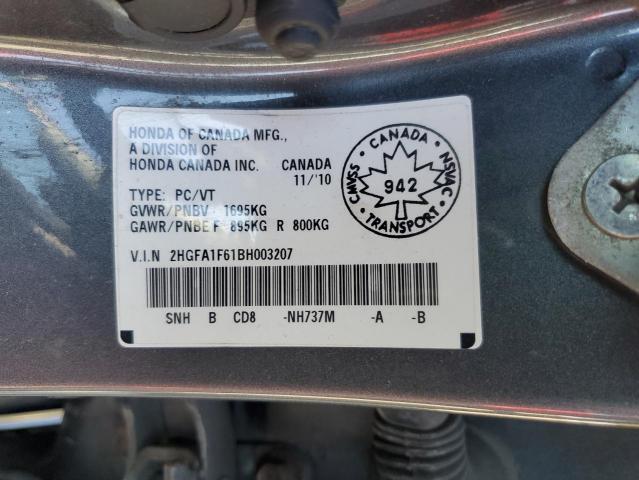 HONDA OF CANADA MFG.,
A DIVISION OF
HONDA CANADA INC. CANADA
11/'10
TYPE: PC/VT
GVWR/PNBV 1695KG
GAWR/PNBE F 895KG R 800KG
V.I.N 2HGFA1F61BH003207
SNH B CD8 -NH737M -A -B
CANADA
CMVSS · NSVAC
942
TRANSPORT